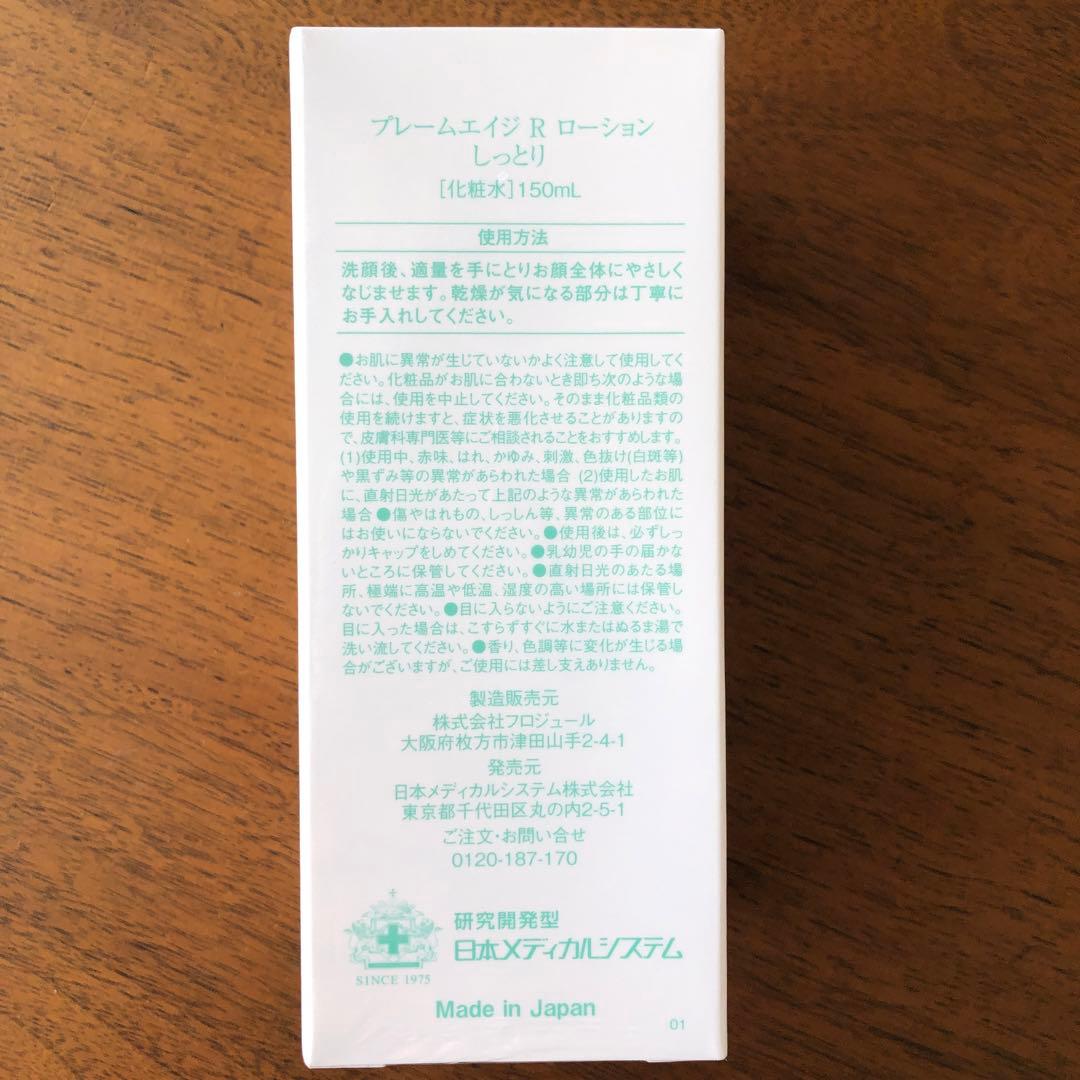 プレームエイジ R ローション
しっとり
[化粧水]150mL
使用方法
洗顔後、適量を手にとりお顔全体にやさしく
なじませます。乾燥が気になる部分は丁寧に
お手入れしてください。
●お肌に異常が生じていないかよく注意して使用してく
ださい。化粧品がお肌に合わないとき即ち次のような場
合には、使用を中止してください。そのまま化粧品類の
使用を続けますと、症状を悪化させることがありますの
で、皮膚科専門医等にご相談されることをおすすめします。
(1)使用中、赤味、はれ、かゆみ、刺激、色抜け(白斑等)
や黒ずみ等の異常があらわれた場合 (2)使用したお肌
に、直射日光があたって上記のような異常があらわれた
場合 ●傷やはれもの、しっしん等、異常のある部位に
はお使いにならないでください。●使用後は、必ずしっ
かりキャップをしめてください。●乳幼児の手の届かな
いところに保管してください。●直射日光のあたる場
所、極端に高温や低温、湿度の高い場所には保管し
ないでください。●目に入らないようにご注意ください。
目に入った場合は、こすらずすぐに水またはぬるま湯で
洗い流してください。●香り、色調等に変化が生じる場
合がございますが、ご使用には差し支えありません。
製造販売元
株式会社フロジュール
大阪府枚方市津田山手2-4-1
発売元
日本メディカルシステム株式会社
東京都千代田区丸の内2-5-1
ご注文・お問い合せ
0120-187-170
研究開発型
日本メディカルシステム
SINCE 1975
Made in Japan
01